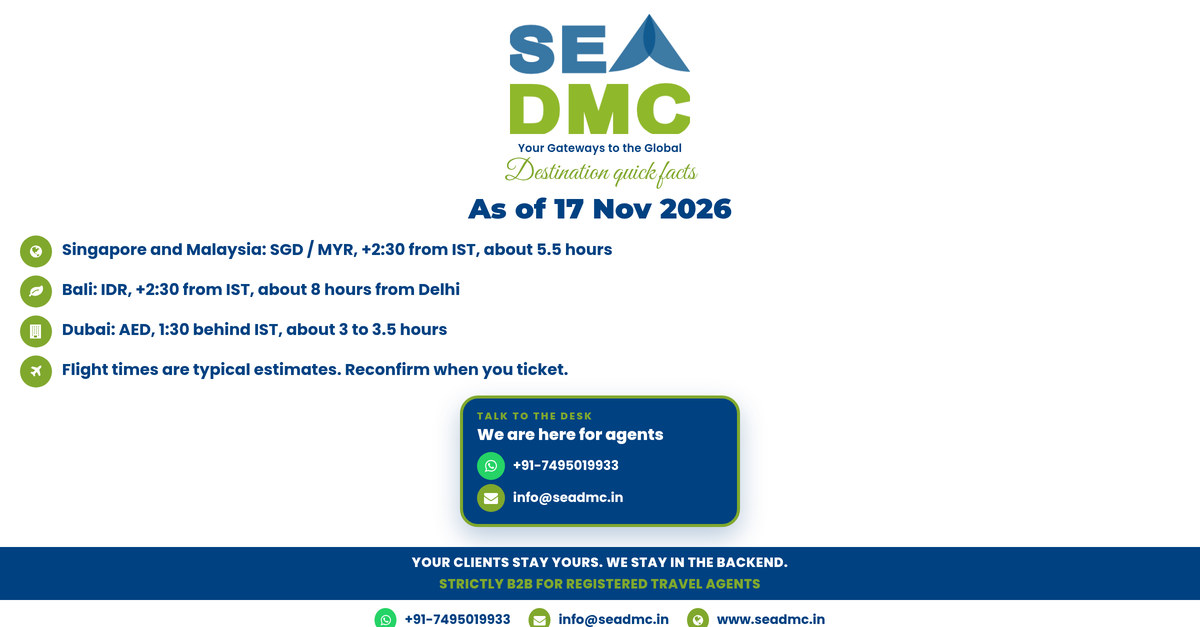 SEA
DMC
Your Gateways to the Global
Destination quick facts
As of 17 Nov 2026
Singapore and Malaysia: SGD / MYR, +2:30 from IST, about 5.5 hours
Bali: IDR, +2:30 from IST, about 8 hours from Delhi
Dubai: AED, 1:30 behind IST, about 3 to 3.5 hours
Flight times are typical estimates. Reconfirm when you ticket.
TALK TO THE DESK
We are here for agents
+91-7495019933
info@seadmc.in
YOUR CLIENTS STAY YOURS. WE STAY IN THE BACKEND.
STRICTLY B2B FOR REGISTERED TRAVEL AGENTS
+91-7495019933 info@seadmc.in www.seadmc.in